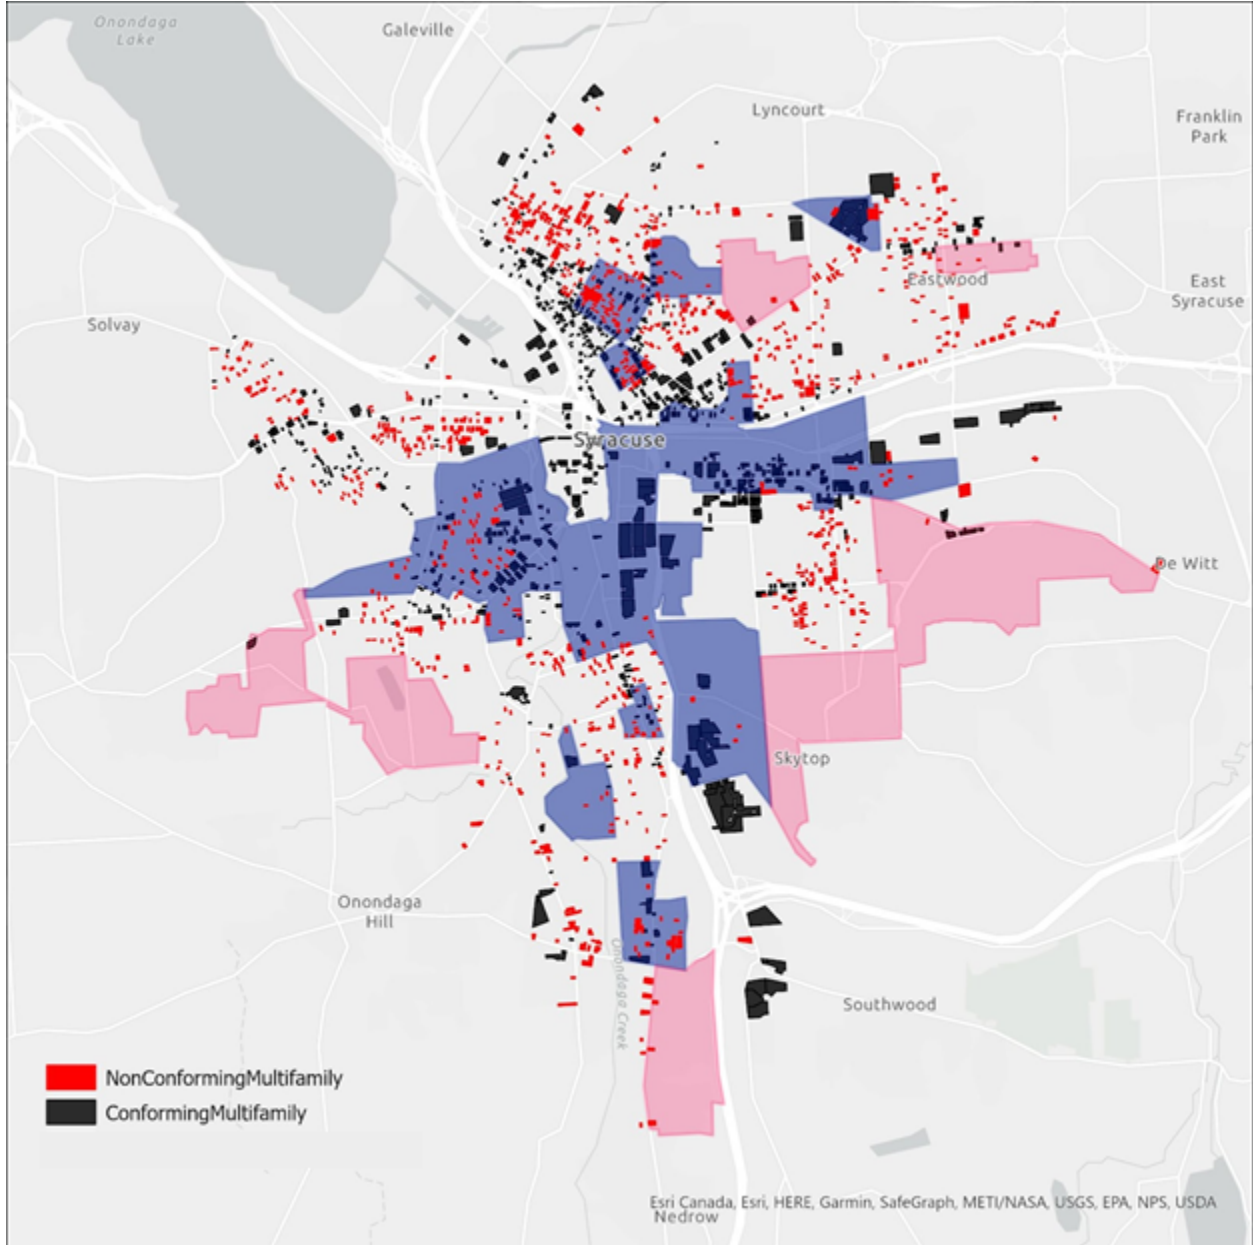 Onondaga
Lake
Galeville
Lyncourt
Franklin
Park
Eastwood
East
Syracuse
Solvay
Syracuse
De Witt
Skytop
Onondaga
Hill
Onondaga Creek
Southwood
NonConformingMultifamily
ConformingMultifamily
Esri Canada, Esri, HERE, Garmin, SafeGraph, METI/NASA, USGS, EPA, NPS, USDA
Nedrow